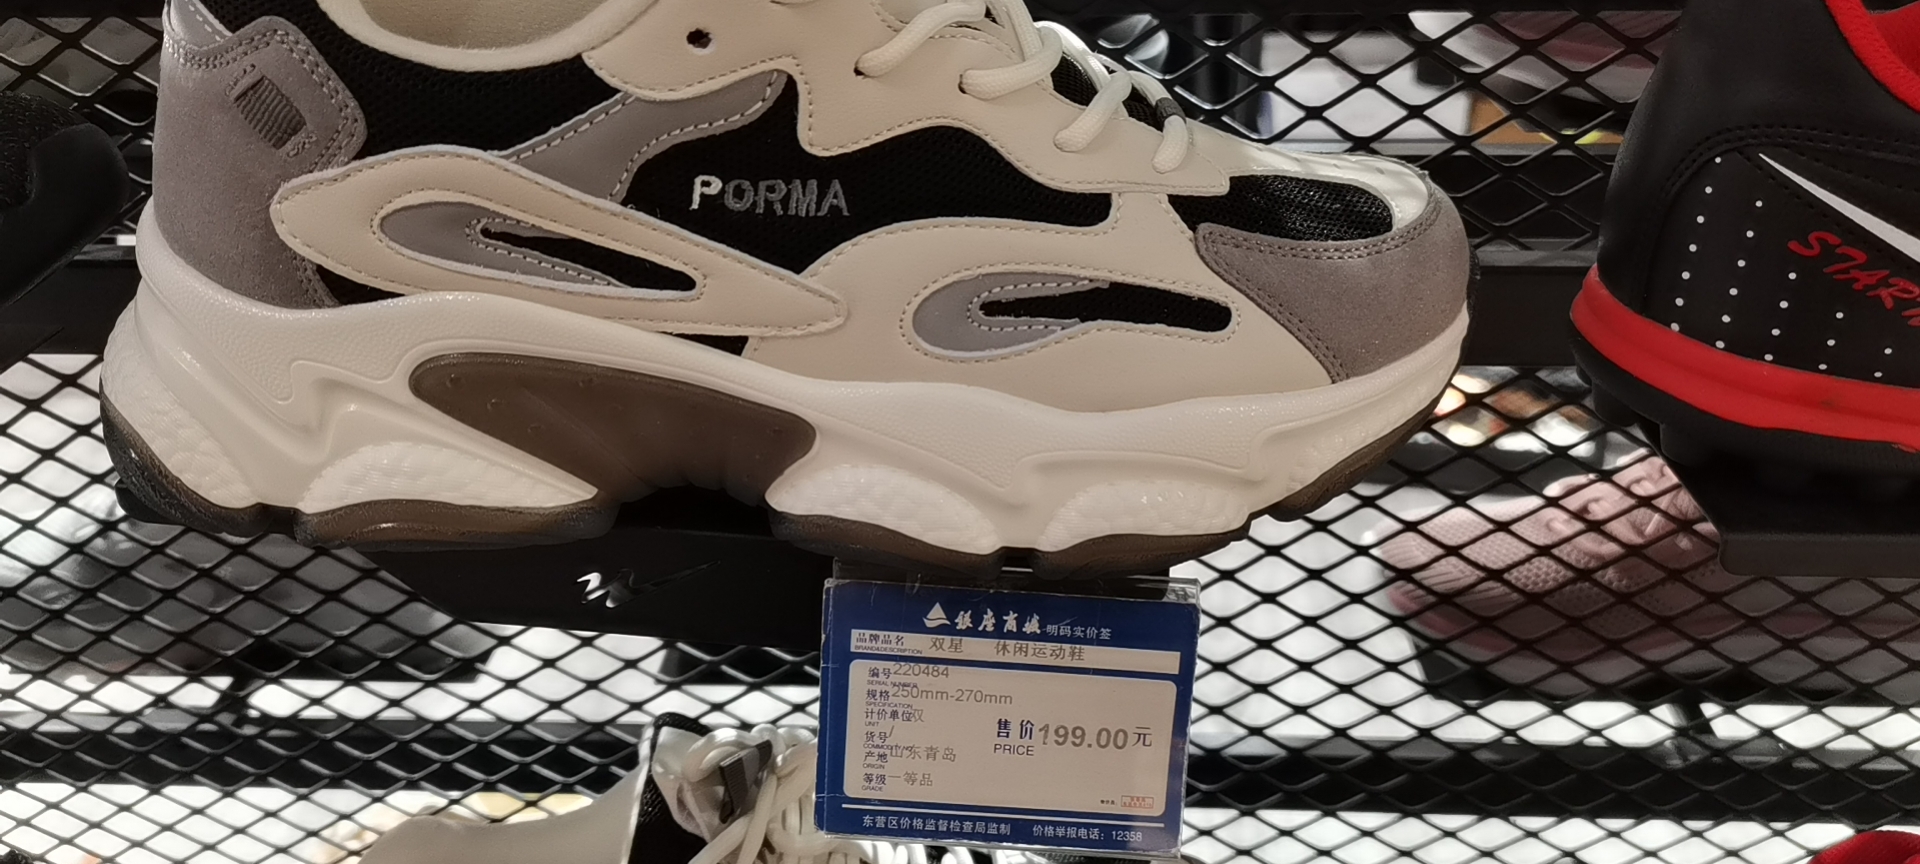 PORMA
START
银座商城 明码实价签
品牌品名 双星 休闲运动鞋
BRAND&DESCRIPTION
编号 220484
SERIAL NUMBER
规格 250mm-270mm
SPECIFICATION
计价单位 双
UNIT
售价 199.00 元
PRICE
货号 /
产地 山东青岛
ORIGIN
等级 一等品
GRADE
东营区价格监督检查局监制 价格举报电话：12358